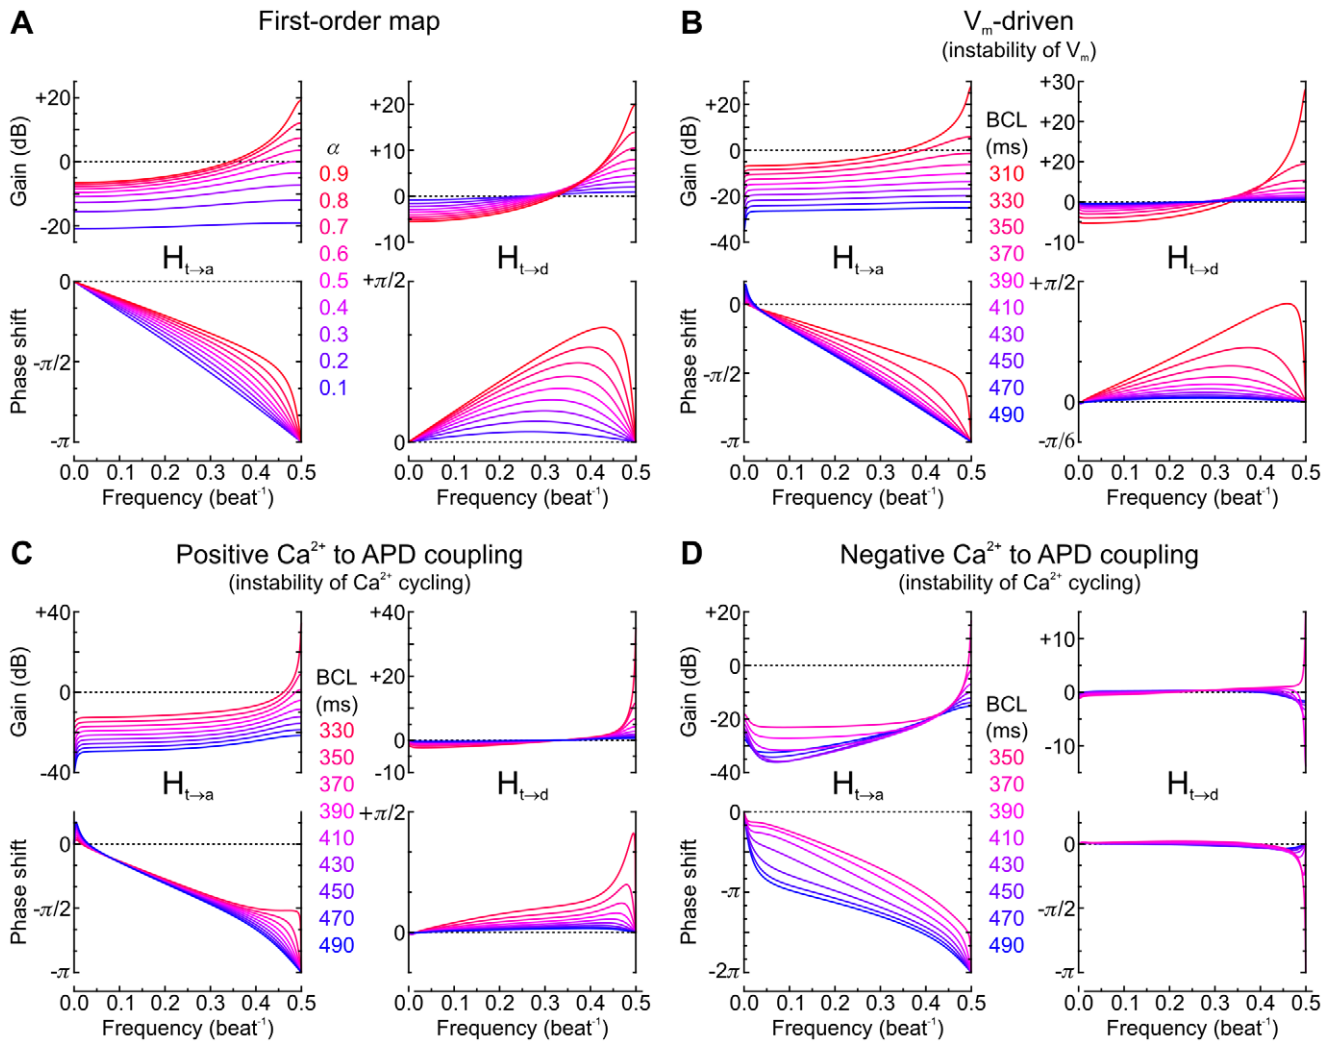 A First-order map
Gain (dB)
+20
0
-20
+20
+10
0
-10
α
0.9
0.8
0.7
0.6
0.5
0.4
0.3
0.2
0.1
H t→a
H t→d
Phase shift
0
-π/2
-π
+π/2
0
0.0 0.1 0.2 0.3 0.4 0.5
Frequency (beat⁻¹)
0.0 0.1 0.2 0.3 0.4 0.5
Frequency (beat⁻¹)
B Vm-driven
(instability of Vm)
Gain (dB)
+20
0
-20
-40
+30
+20
+20
0
-10
BCL
(ms)
310
330
350
370
390
410
430
450
470
490
H t→a
H t→d
Phase shift
0
-π/2
-π
+π/2
0
-π/6
0.0 0.1 0.2 0.3 0.4 0.5
Frequency (beat⁻¹)
0.0 0.1 0.2 0.3 0.4 0.5
Frequency (beat⁻¹)
C Positive Ca²⁺ to APD coupling
(instability of Ca²⁺ cycling)
Gain (dB)
+40
0
-40
+40
+20
0
-10
BCL
(ms)
330
350
370
390
410
430
450
470
490
H t→a
H t→d
Phase shift
0
-π/2
-π
+π/2
0
0.0 0.1 0.2 0.3 0.4 0.5
Frequency (beat⁻¹)
0.0 0.1 0.2 0.3 0.4 0.5
Frequency (beat⁻¹)
D Negative Ca²⁺ to APD coupling
(instability of Ca²⁺ cycling)
Gain (dB)
+20
0
-20
-40
+10
0
-10
BCL
(ms)
350
370
390
410
430
450
470
490
H t→a
H t→d
Phase shift
0
-π
-2π
0
-π/2
-π
0.0 0.1 0.2 0.3 0.4 0.5
Frequency (beat⁻¹)
0.0 0.1 0.2 0.3 0.4 0.5
Frequency (beat⁻¹)